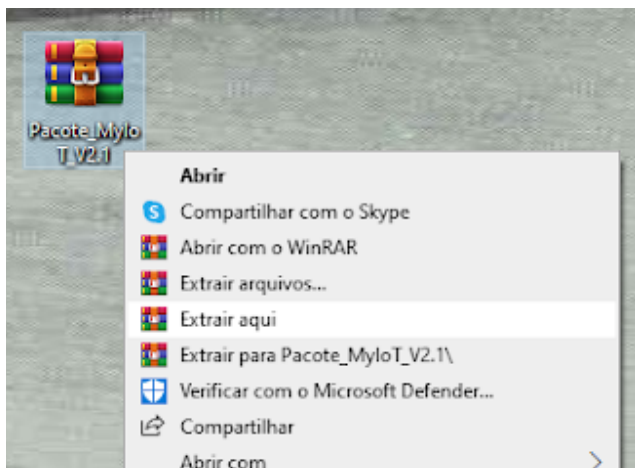 Pacote_MyIo
T_V2.1
Abrir
Compartilhar com o Skype
Abrir com o WinRAR
Extrair arquivos...
Extrair aqui
Extrair para Pacote_MyIoT_V2.1\
Verificar com o Microsoft Defender...
Compartilhar
Abrir com